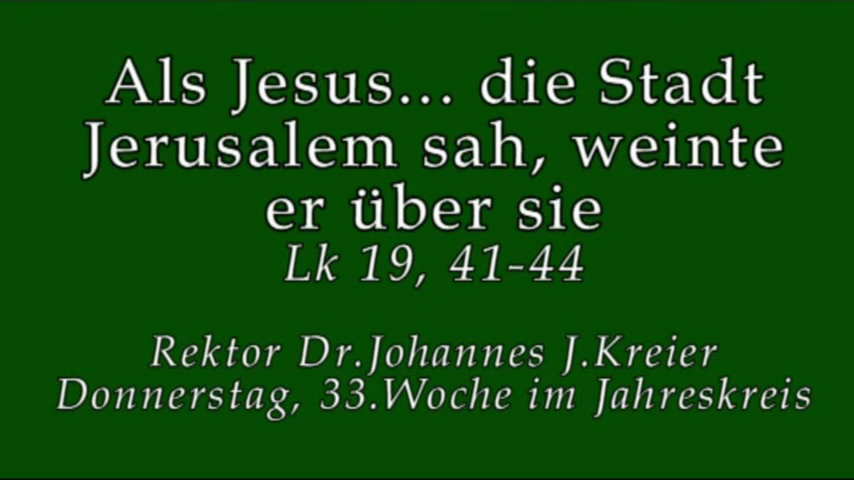 Als Jesus... die Stadt
Jerusalem sah, weinte
er über sie
Lk 19, 41-44
Rektor Dr.Johannes J.Kreier
Donnerstag, 33.Woche im Jahreskreis